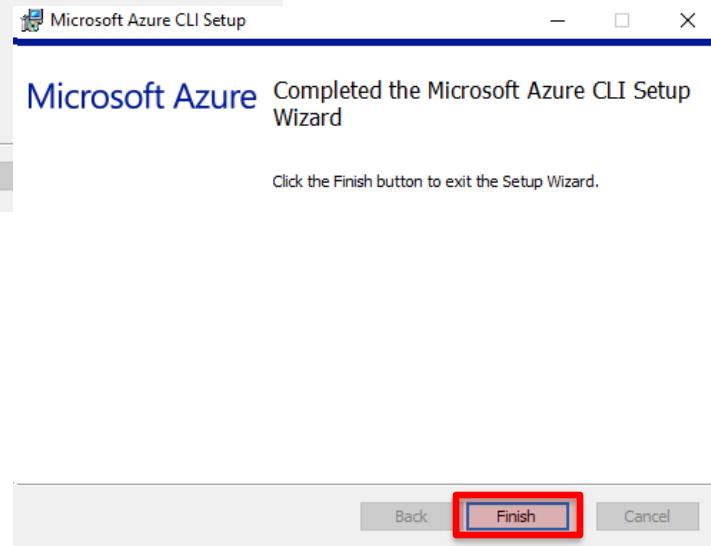 Microsoft Azure CLI Setup
Microsoft Azure
Completed the Microsoft Azure CLI Setup
Wizard
Click the Finish button to exit the Setup Wizard.
Back
Finish
Cancel